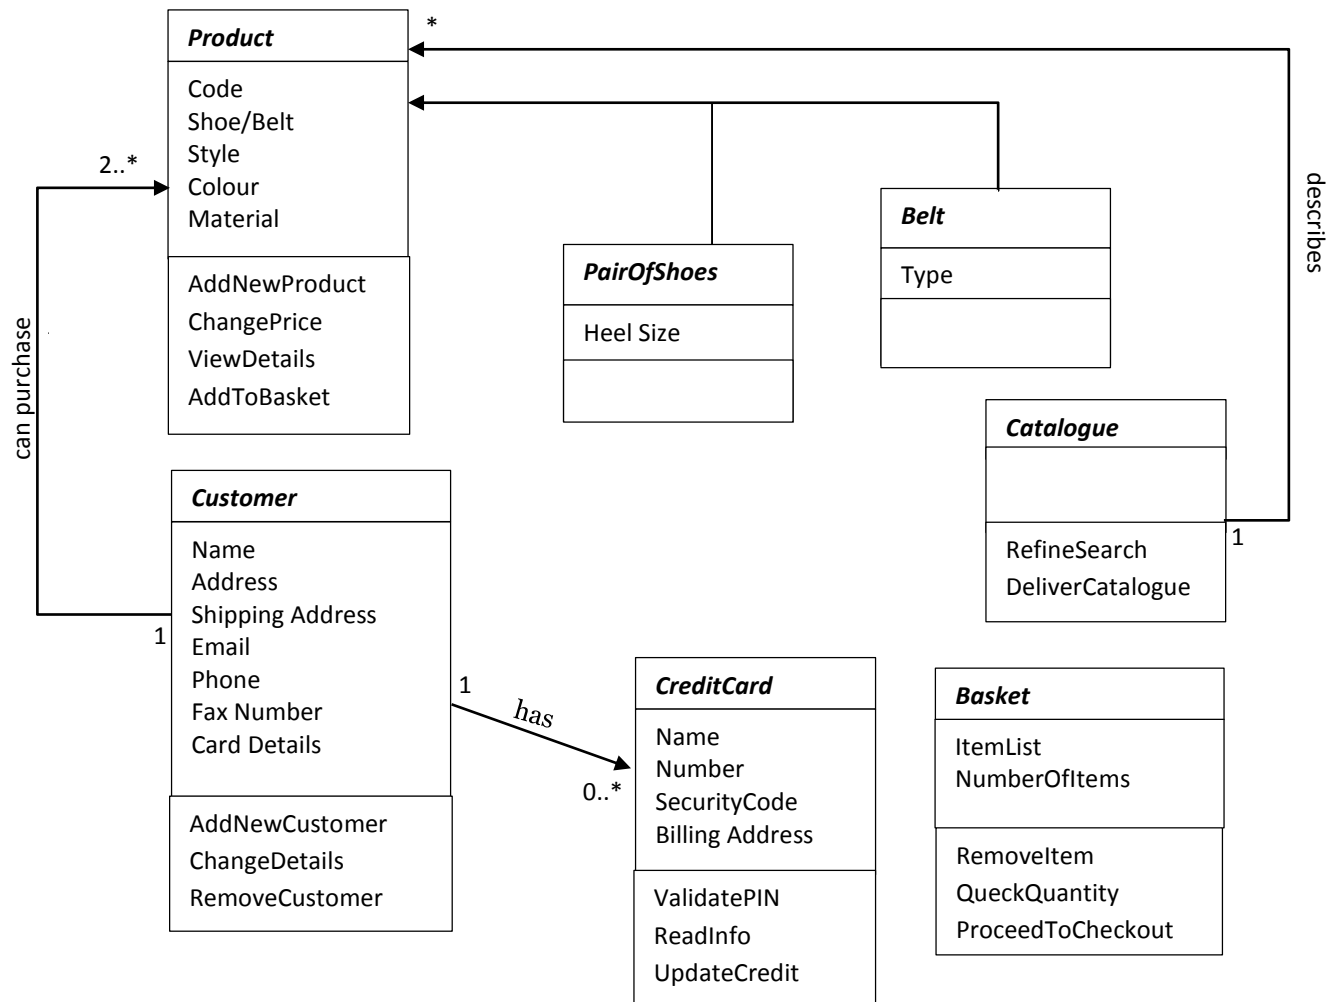 Product
Code
Shoe/Belt
Style
Colour
Material
AddNewProduct
ChangePrice
ViewDetails
AddToBasket
*
2..*
can purchase
describes
PairOfShoes
Heel Size
Belt
Type
Catalogue
RefineSearch
DeliverCatalogue
1
Customer
Name
Address
Shipping Address
Email
Phone
Fax Number
Card Details
AddNewCustomer
ChangeDetails
RemoveCustomer
1
1
has
0..*
CreditCard
Name
Number
SecurityCode
Billing Address
ValidatePIN
ReadInfo
UpdateCredit
Basket
ItemList
NumberOfItems
RemoveItem
QueckQuantity
ProceedToCheckout